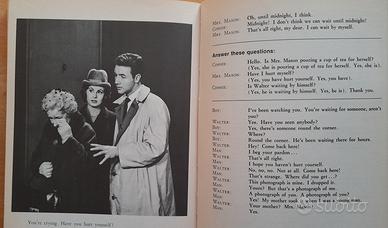 You're crying. Have you hurt yourself?
MRS. MASON: Oh, until midnight, I think.
CONNIE: Midnight! I don't think we can wait until midnight!
MRS. MASON: That's all right, my dear. I can wait by myself.
Answer these questions:
CONNIE: Hello. Is Mrs. Mason pouring a cup of tea for herself?
(Yes, she is pouring a cup of tea for herself. Yes, she is).
MRS. MASON: Have I hurt myself?
(Yes, you have hurt yourself. Yes, you have).
CONNIE: Is Walter waiting by himself?
(Yes, he is waiting by himself. Yes, he is). Thank you.
BOY: I've been watching you. You're waiting for someone, aren't
you?
WALTER: Yes. Have you seen anybody?
BOY: Yes, there's someone round the corner.
WALTER: Where?
BOY: Round the corner. He's been waiting there for hours.
WALTER: Hey! Come back here!
MAN: I beg your pardon...
WALTER: That's all right.
MAN: I hope you haven't hurt yourself.
WALTER: No, no, no. Not at all. Come back here!
MAN: That's strange. Where did you get...?
WALTER: This photograph is mine. I dropped it.
MAN: Yours? But that's a photograph of me.
WALTER: A photograph of you. A photograph of you?
MAN: Yes! My mother took it when I was a young man.
WALTER: Your mother? Mrs.
MAN: Yes.
subito